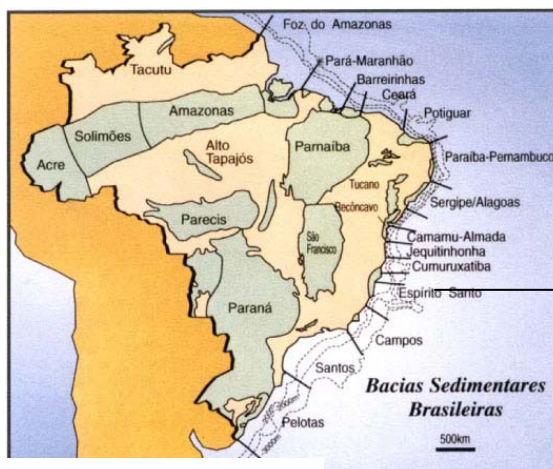 Foz do Amazonas
Tacutu
Pará-Maranhão
Barreirinhas
Ceará
Amazonas
Potiguar
Solimões
Alto
Tapajós
Parnaíba
Paraíba-Pernambuco
Acre
Tucano
Sergipe/Alagoas
Recôncavo
Parecis
São
Francisco
Camamu-Almada
Jequitinhonha
Cumuruxatiba
Espírito Santo
Paraná
Campos
Santos
Bacias Sedimentares
Brasileiras
Pelotas
3000m
500km